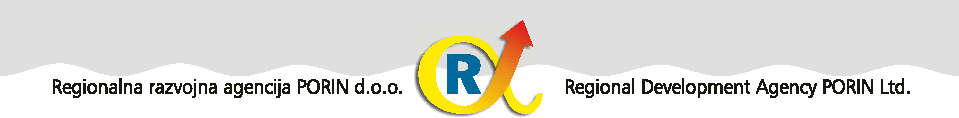 Regionalna razvojna agencija PORIN d.o.o. R Regional Development Agency PORIN Ltd.